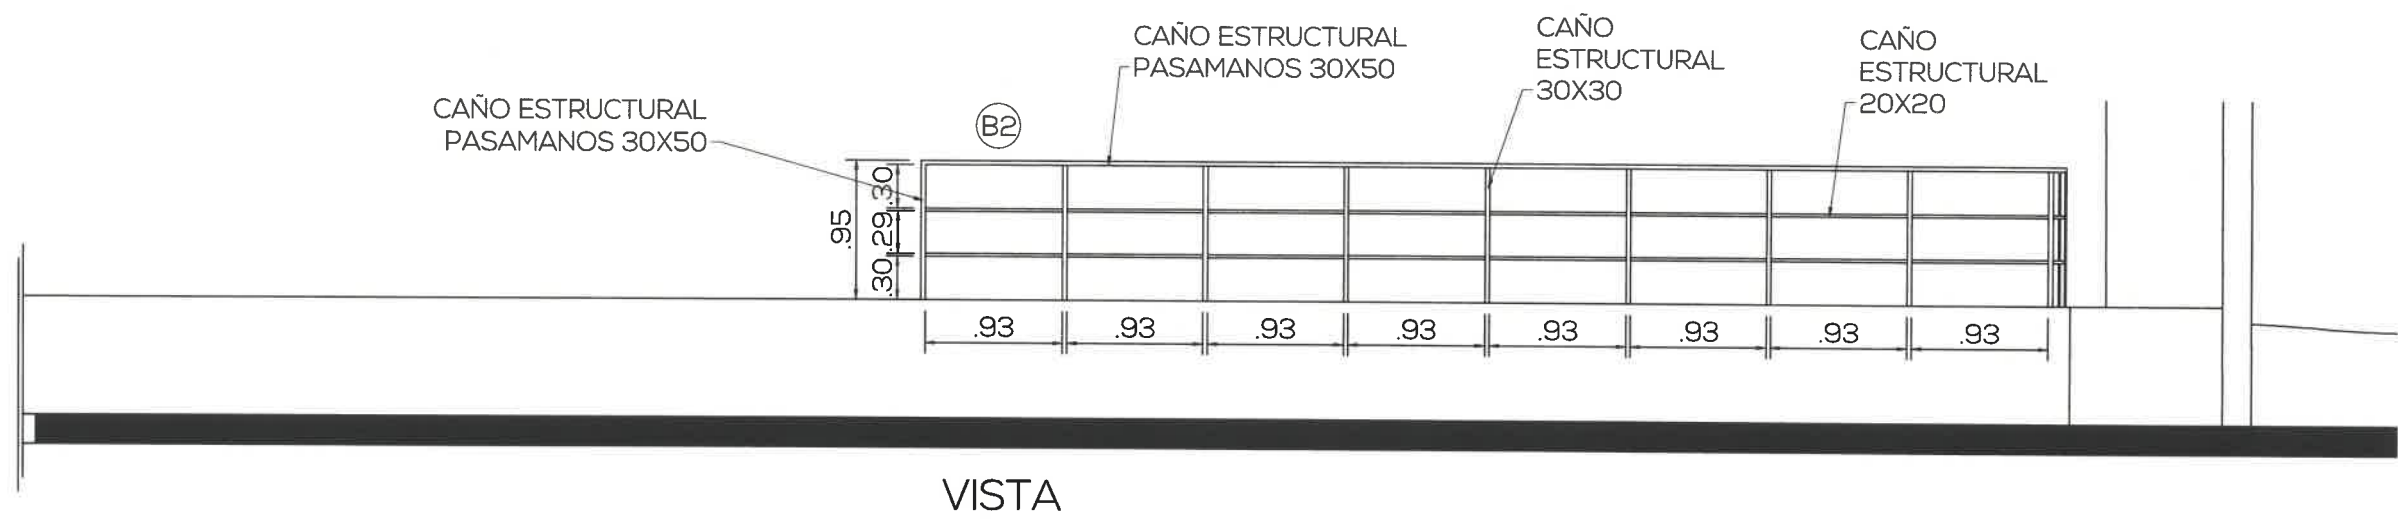 CAÑO ESTRUCTURAL
PASAMANOS 30X50
B2
CAÑO ESTRUCTURAL
PASAMANOS 30X50
CAÑO
ESTRUCTURAL
30X30
CAÑO
ESTRUCTURAL
20X20
.95
.30
.29
.30
.93
.93
.93
.93
.93
.93
.93
.93
VISTA